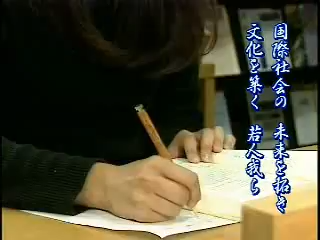 国際社会の　未来を拓き
文化を築く　若人我ら